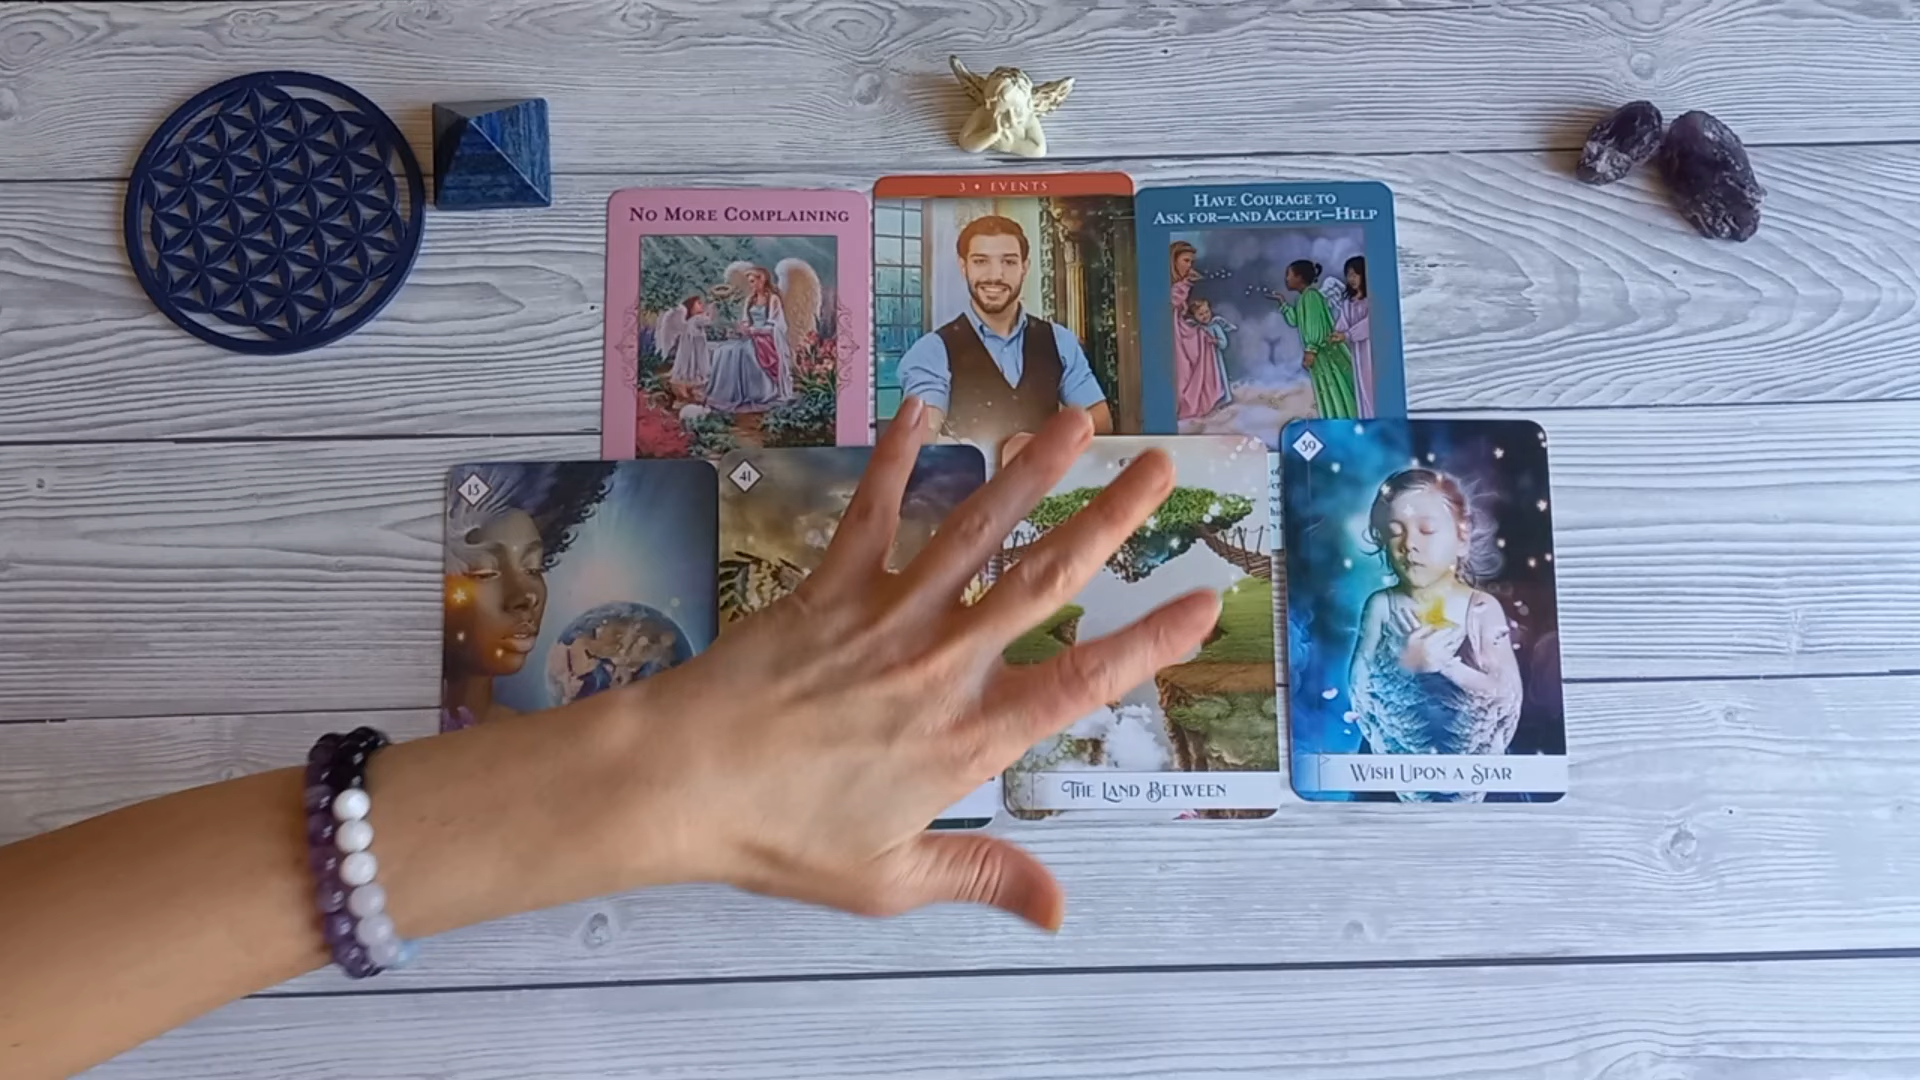 3 • EVENTS
NO MORE COMPLAINING
HAVE COURAGE TO
ASK FOR—AND ACCEPT—HELP
13
41
39
THE LAND BETWEEN
WISH UPON A STAR